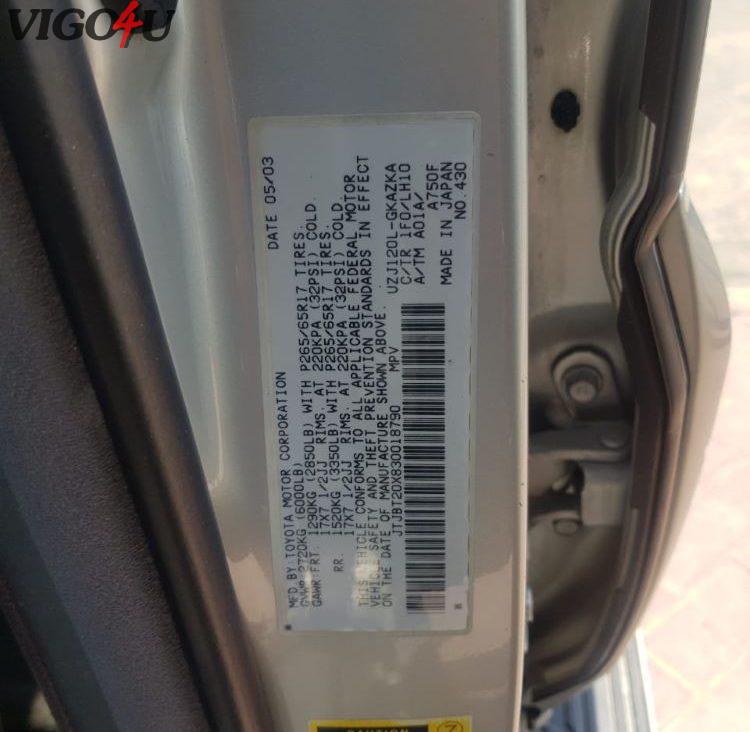 VIGO4U
MFD.BY:TOYOTA MOTOR CORPORATION DATE 05/03
GVWR 2720KG (6000LB)
GAWR:FRT. 1290KG (2850LB) WITH P265/65R17 TIRES.
17X7 1/2JJ RIMS. AT 220KPA (32PSI) COLD.
RR. 1520KG (3350LB) WITH P265/65R17 TIRES.
17X7 1/2JJ RIMS. AT 220KPA (32PSI) COLD.
THIS VEHICLE CONFORMS TO ALL APPLICABLE FEDERAL MOTOR
VEHICLE SAFETY AND THEFT PREVENTION STANDARDS IN EFFECT
ON THE DATE OF MANUFACTURE SHOWN ABOVE.
JTJBT20X830018790 MPV UZJ120L-GKAZKA
C/TR 1F0/LH10
A/TM A01A/
A750F
MADE IN JAPAN
NO.430
CAUTION